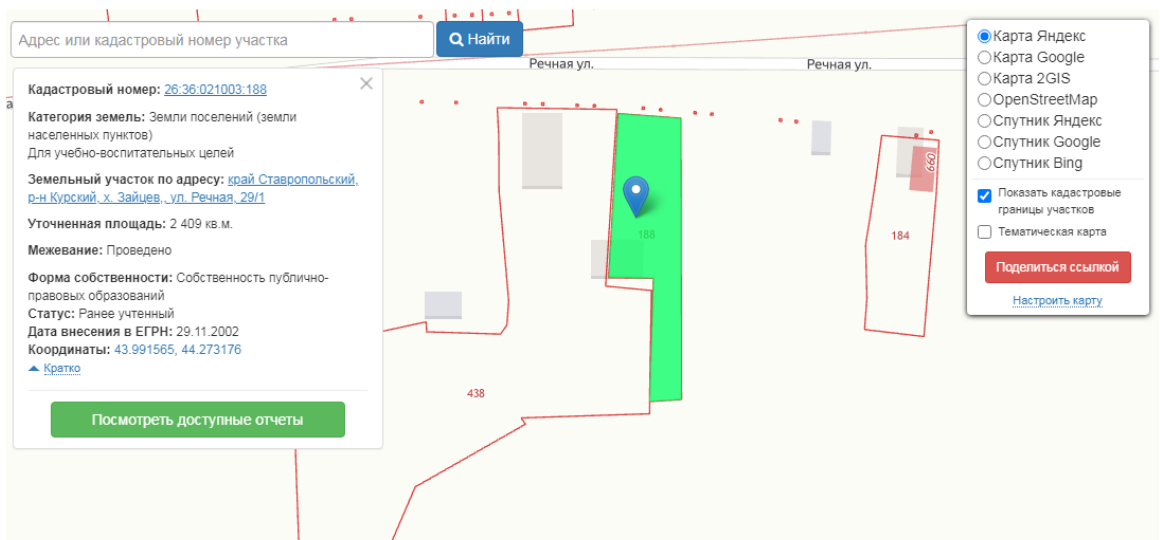 Адрес или кадастровый номер участка
Найти
Речная ул.
Речная ул.
Кадастровый номер: 26:36:021003:188
Категория земель: Земли поселений (земли
населенных пунктов)
Для учебно-воспитательных целей
Земельный участок по адресу: край Ставропольский,
р-н Курский, х. Зайцев,, ул. Речная, 29/1
Уточненная площадь: 2 409 кв.м.
Межевание: Проведено
Форма собственности: Собственность публично-
правовых образований
Статус: Ранее учтенный
Дата внесения в ЕГРН: 29.11.2002
Координаты: 43.991565, 44.273176
Кратко
Посмотреть доступные отчеты
188
438
184
660
Карта Яндекс
Карта Google
Карта 2GIS
OpenStreetMap
Спутник Яндекс
Спутник Google
Спутник Bing
Показать кадастровые
границы участков
Тематическая карта
Поделиться ссылкой
Настроить карту